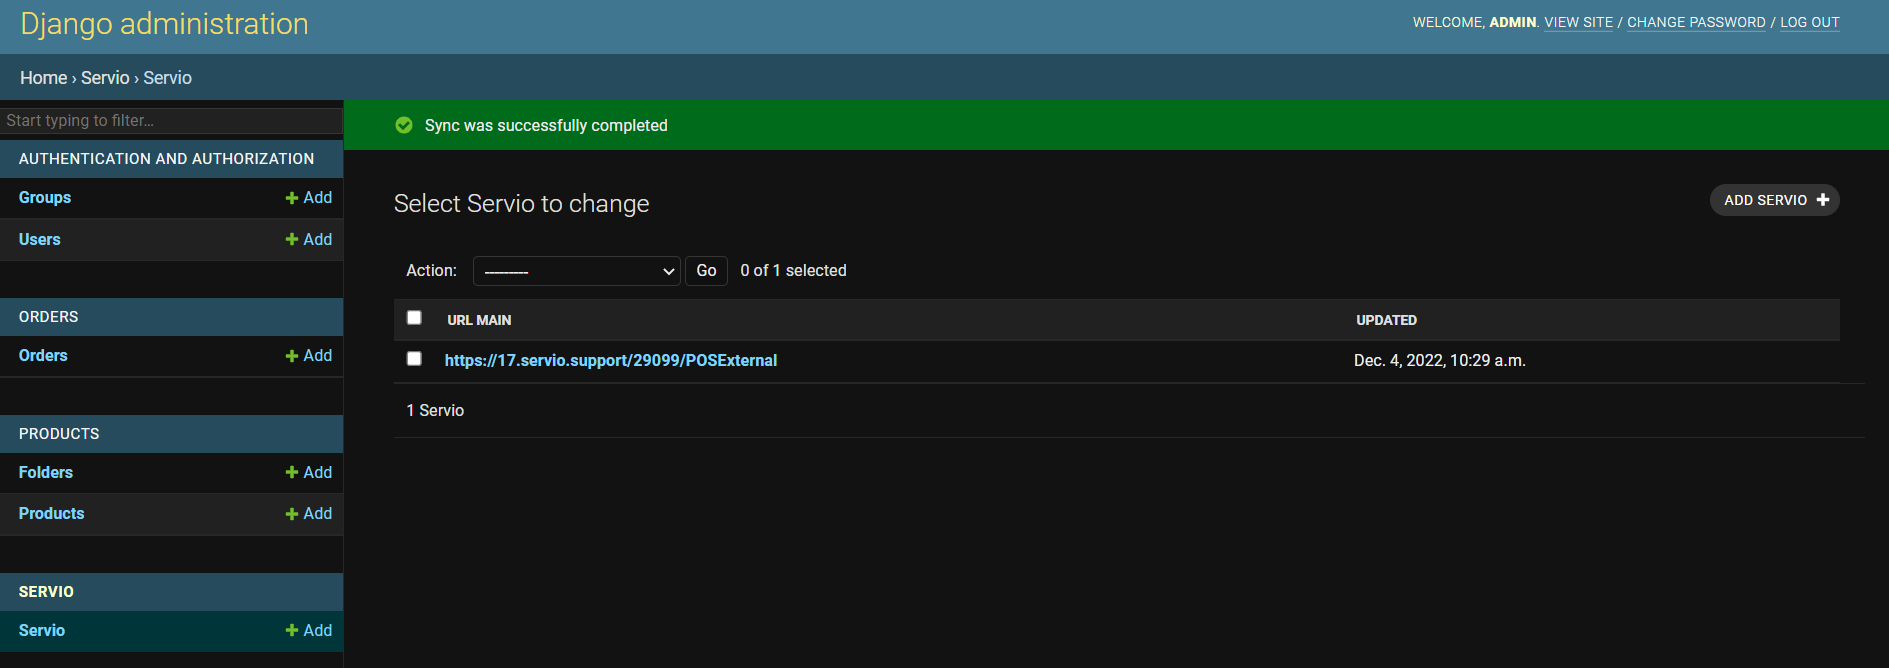 Django administration
WELCOME, ADMIN. VIEW SITE / CHANGE PASSWORD / LOG OUT
Home › Servio › Servio
Start typing to filter...
AUTHENTICATION AND AUTHORIZATION
Groups Add
Users Add
ORDERS
Orders Add
PRODUCTS
Folders Add
Products Add
SERVIO
Servio Add
Sync was successfully completed
Select Servio to change
ADD SERVIO
Action: --------- Go 0 of 1 selected
URL MAIN UPDATED
https://17.servio.support/29099/POSExternal Dec. 4, 2022, 10:29 a.m.
1 Servio